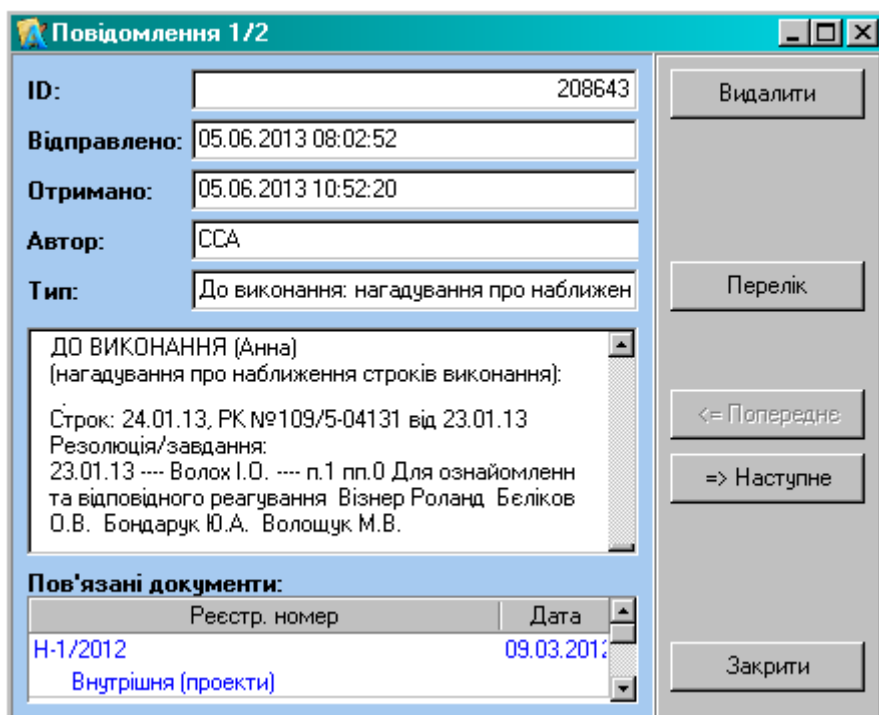 Повідомлення 1/2
ID: 208643
Відправлено: 05.06.2013 08:02:52
Отримано: 05.06.2013 10:52:20
Автор: ССА
Тип: До виконання: нагадування про наближен
ДО ВИКОНАННЯ (Анна)
(нагадування про наближення строків виконання):
Строк: 24.01.13, РК №109/5-04131 від 23.01.13
Резолюція/завдання:
23.01.13 ---- Волох І.О. ---- п.1 пп.0 Для ознайомленн
та відповідного реагування Візнер Роланд Бєліков
О.В. Бондарук Ю.А. Волощук М.В.
Пов'язані документи:
Реєстр. номер Дата
Н-1/2012 09.03.2012
Внутрішня (проекти)
Видалити
Перелік
<= Попереднє
=> Наступне
Закрити